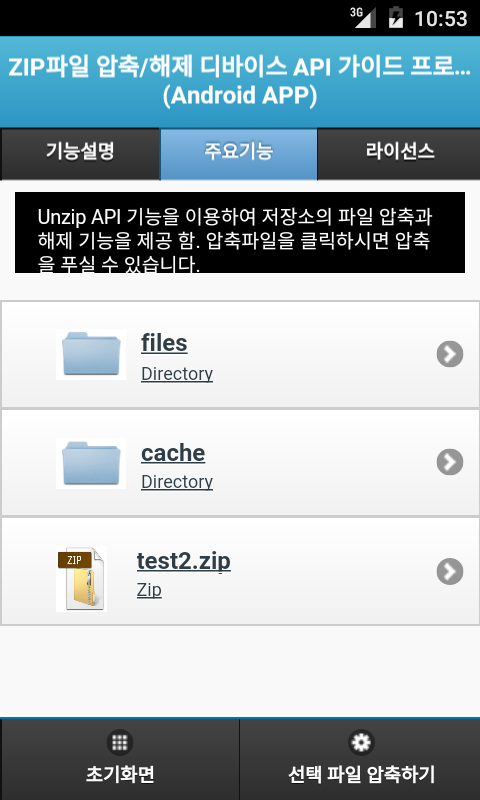 3G 10:53
ZIP파일 압축/해제 디바이스 API 가이드 프로...
(Android APP)
기능설명 주요기능 라이선스
Unzip API 기능을 이용하여 저장소의 파일 압축과
해제 기능을 제공 함. 압축파일을 클릭하시면 압축
을 푸실 수 있습니다.
files
Directory
cache
Directory
ZIP
test2.zip
Zip
초기화면 선택 파일 압축하기